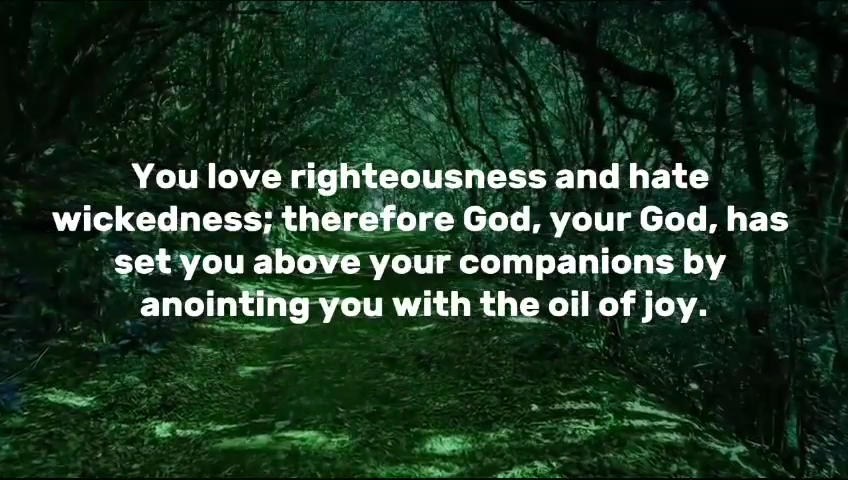 You love righteousness and hate
wickedness; therefore God, your God, has
set you above your companions by
anointing you with the oil of joy.